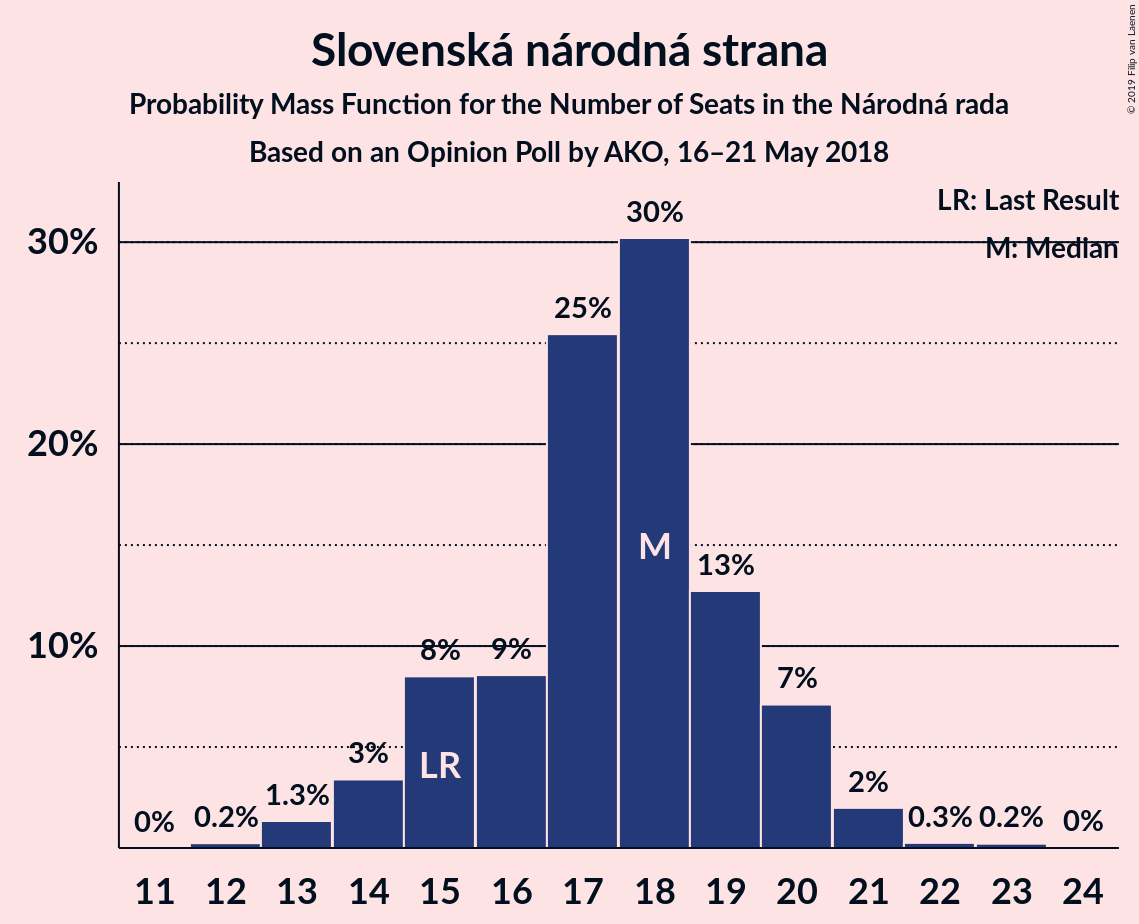 Slovenská národná strana
Probability Mass Function for the Number of Seats in the Národná rada
Based on an Opinion Poll by AKO, 16–21 May 2018
© 2019 Filip van Laenen
LR: Last Result
M: Median
30%
20%
10%
0%
0.2%
1.3%
3%
8%
9%
25%
30%
13%
7%
2%
0.3%
0.2%
0%
LR
M
11 12 13 14 15 16 17 18 19 20 21 22 23 24